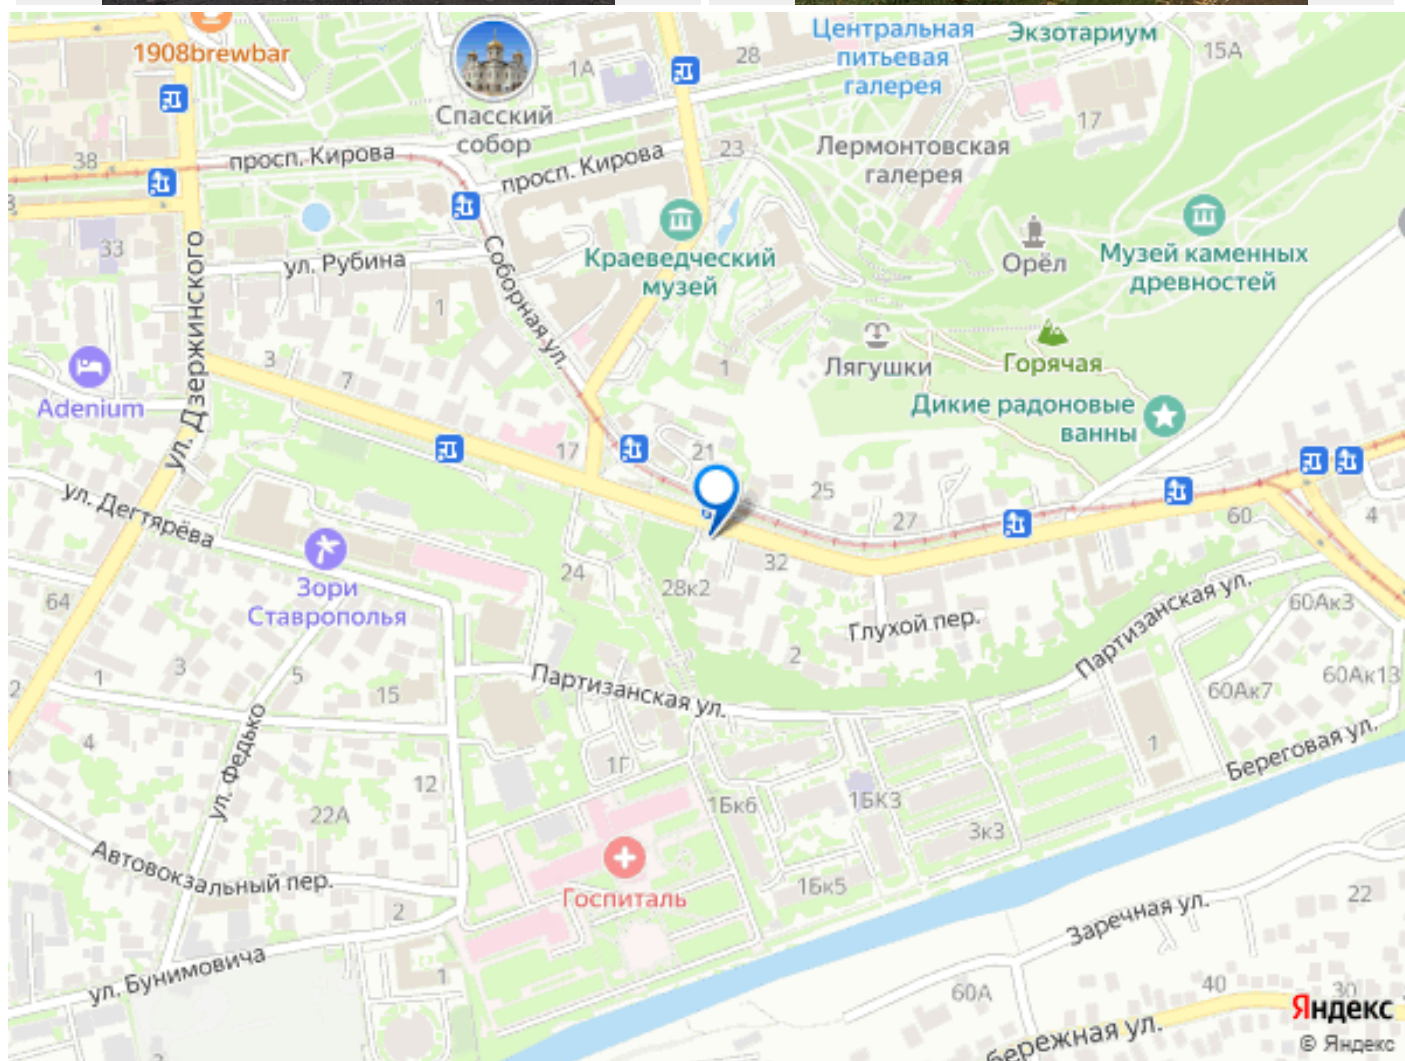 1908brewbar
Спасский
собор
1А
28
Центральная
питьевая
галерея
Экзотариум
15А
17
38
просп. Кирова
просп. Кирова
23
Лермонтовская
галерея
33
ул. Рубина
ул. Дзержинского
Соборная ул.
1
Краеведческий
музей
Орёл
Музей каменных
древностей
3
7
1
Лягушки
Горячая
Adenium
Дикие радоновые
ванны
17
21
25
27
60
4
ул. Дегтярёва
Зори
Ставрополья
24
28к2
32
64
Глухой пер.
Партизанская ул.
60Ак3
2
1
3
5
15
2
Партизанская ул.
60Ак7
60Ак13
4
ул. Федько
12
1Г
1
Береговая ул.
22А
1Бк6
1БК3
3к3
Автовокзальный пер.
Госпиталь
1Бк5
2
22
Заречная ул.
ул. Бунимовича
1
60А
40
30
бережная ул.
Яндекс
© Яндекс